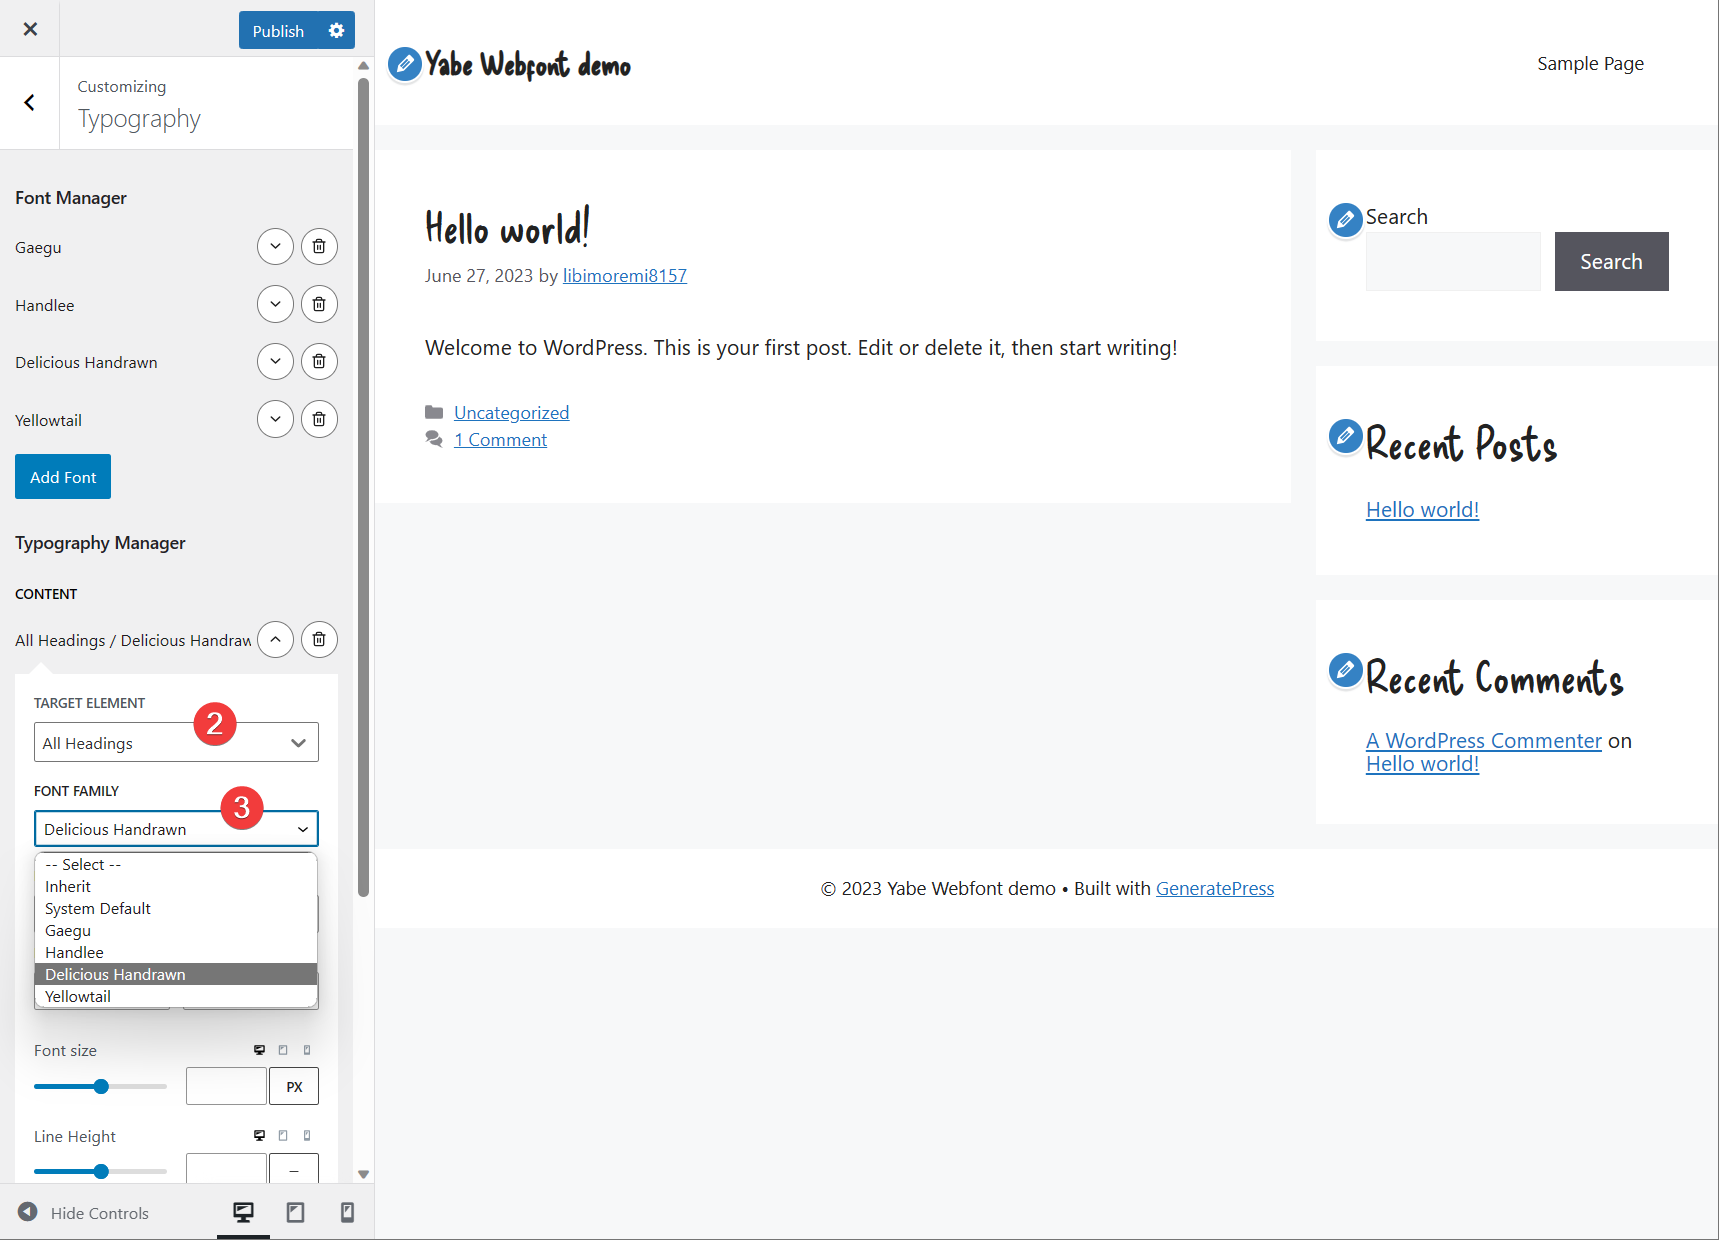 Publish
Customizing
Typography
Font Manager
Gaegu
Handlee
Delicious Handrawn
Yellowtail
Add Font
Typography Manager
CONTENT
All Headings / Delicious Handraw
TARGET ELEMENT
2
All Headings
FONT FAMILY
3
Delicious Handrawn
-- Select --
Inherit
System Default
Gaegu
Handlee
Delicious Handrawn
Yellowtail
Font size
PX
Line Height
–
Hide Controls
Yabe Webfont demo
Sample Page
Hello world!
June 27, 2023 by libimoremi8157
Welcome to WordPress. This is your first post. Edit or delete it, then start writing!
Uncategorized
1 Comment
Search
Search
Recent Posts
Hello world!
Recent Comments
A WordPress Commenter on
Hello world!
© 2023 Yabe Webfont demo • Built with GeneratePress